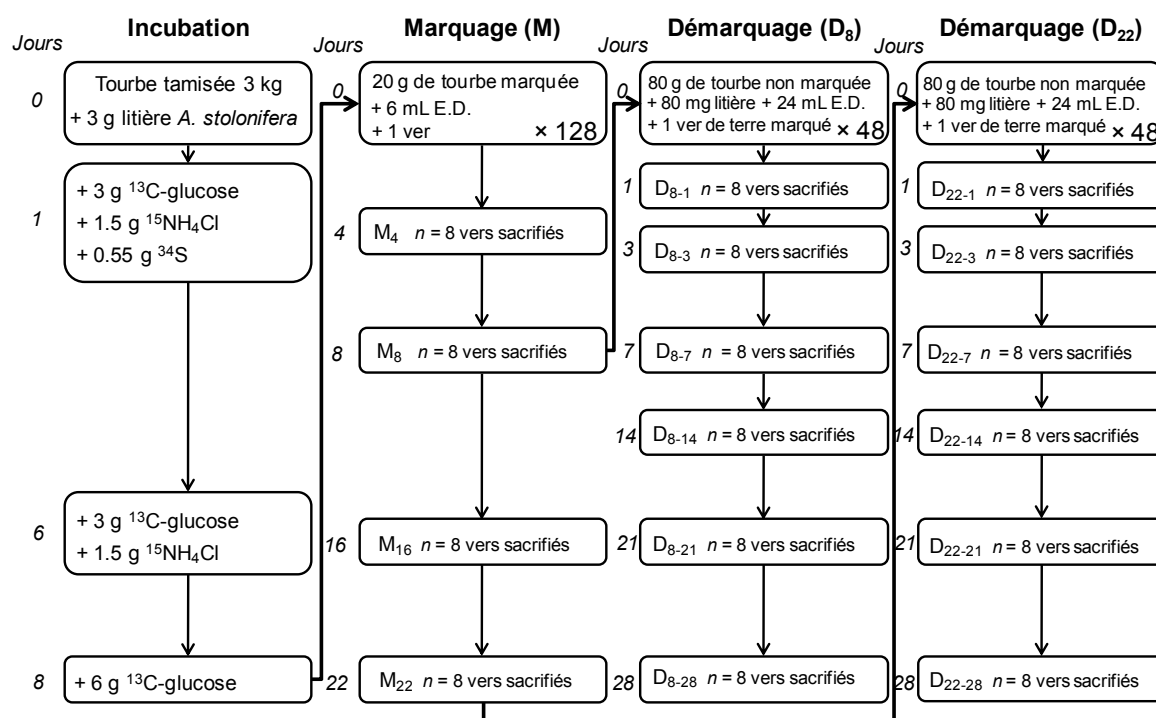 Incubation
Jours
0
Tourbe tamisée 3 kg
+ 3 g litière A. stolonifera
1
+ 3 g ¹³C-glucose
+ 1.5 g ¹⁵NH₄Cl
+ 0.55 g ³⁴S
6
+ 3 g ¹³C-glucose
+ 1.5 g ¹⁵NH₄Cl
8
+ 6 g ¹³C-glucose
Marquage (M)
Jours
0
20 g de tourbe marquée
+ 6 mL E.D.
+ 1 ver × 128
4
M₄ n = 8 vers sacrifiés
8
M₈ n = 8 vers sacrifiés
16
M₁₆ n = 8 vers sacrifiés
22
M₂₂ n = 8 vers sacrifiés
Démarquage (D₈)
Jours
0
80 g de tourbe non marquée
+ 80 mg litière + 24 mL E.D.
+ 1 ver de terre marqué × 48
1
D₈₋₁ n = 8 vers sacrifiés
3
D₈₋₃ n = 8 vers sacrifiés
7
D₈₋₇ n = 8 vers sacrifiés
14
D₈₋₁₄ n = 8 vers sacrifiés
21
D₈₋₂₁ n = 8 vers sacrifiés
28
D₈₋₂₈ n = 8 vers sacrifiés
Démarquage (D₂₂)
Jours
0
80 g de tourbe non marquée
+ 80 mg litière + 24 mL E.D.
+ 1 ver de terre marqué × 48
1
D₂₂₋₁ n = 8 vers sacrifiés
3
D₂₂₋₃ n = 8 vers sacrifiés
7
D₂₂₋₇ n = 8 vers sacrifiés
14
D₂₂₋₁₄ n = 8 vers sacrifiés
21
D₂₂₋₂₁ n = 8 vers sacrifiés
28
D₂₂₋₂₈ n = 8 vers sacrifiés